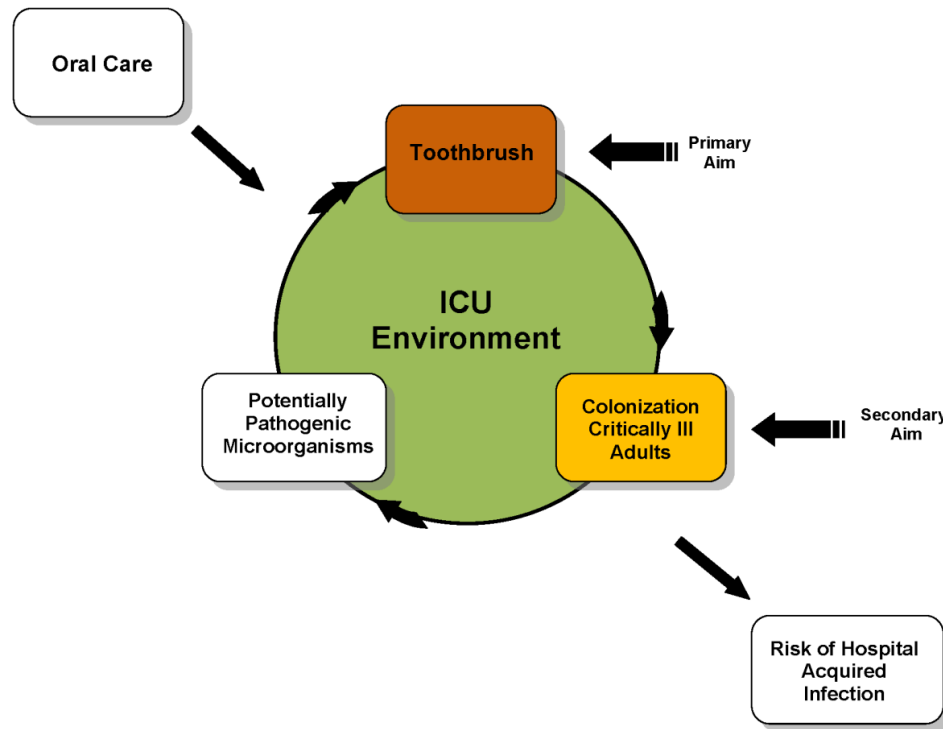 Oral Care
Toothbrush
Primary
Aim
ICU
Environment
Potentially
Pathogenic
Microorganisms
Colonization
Critically Ill
Adults
Secondary
Aim
Risk of Hospital
Acquired
Infection